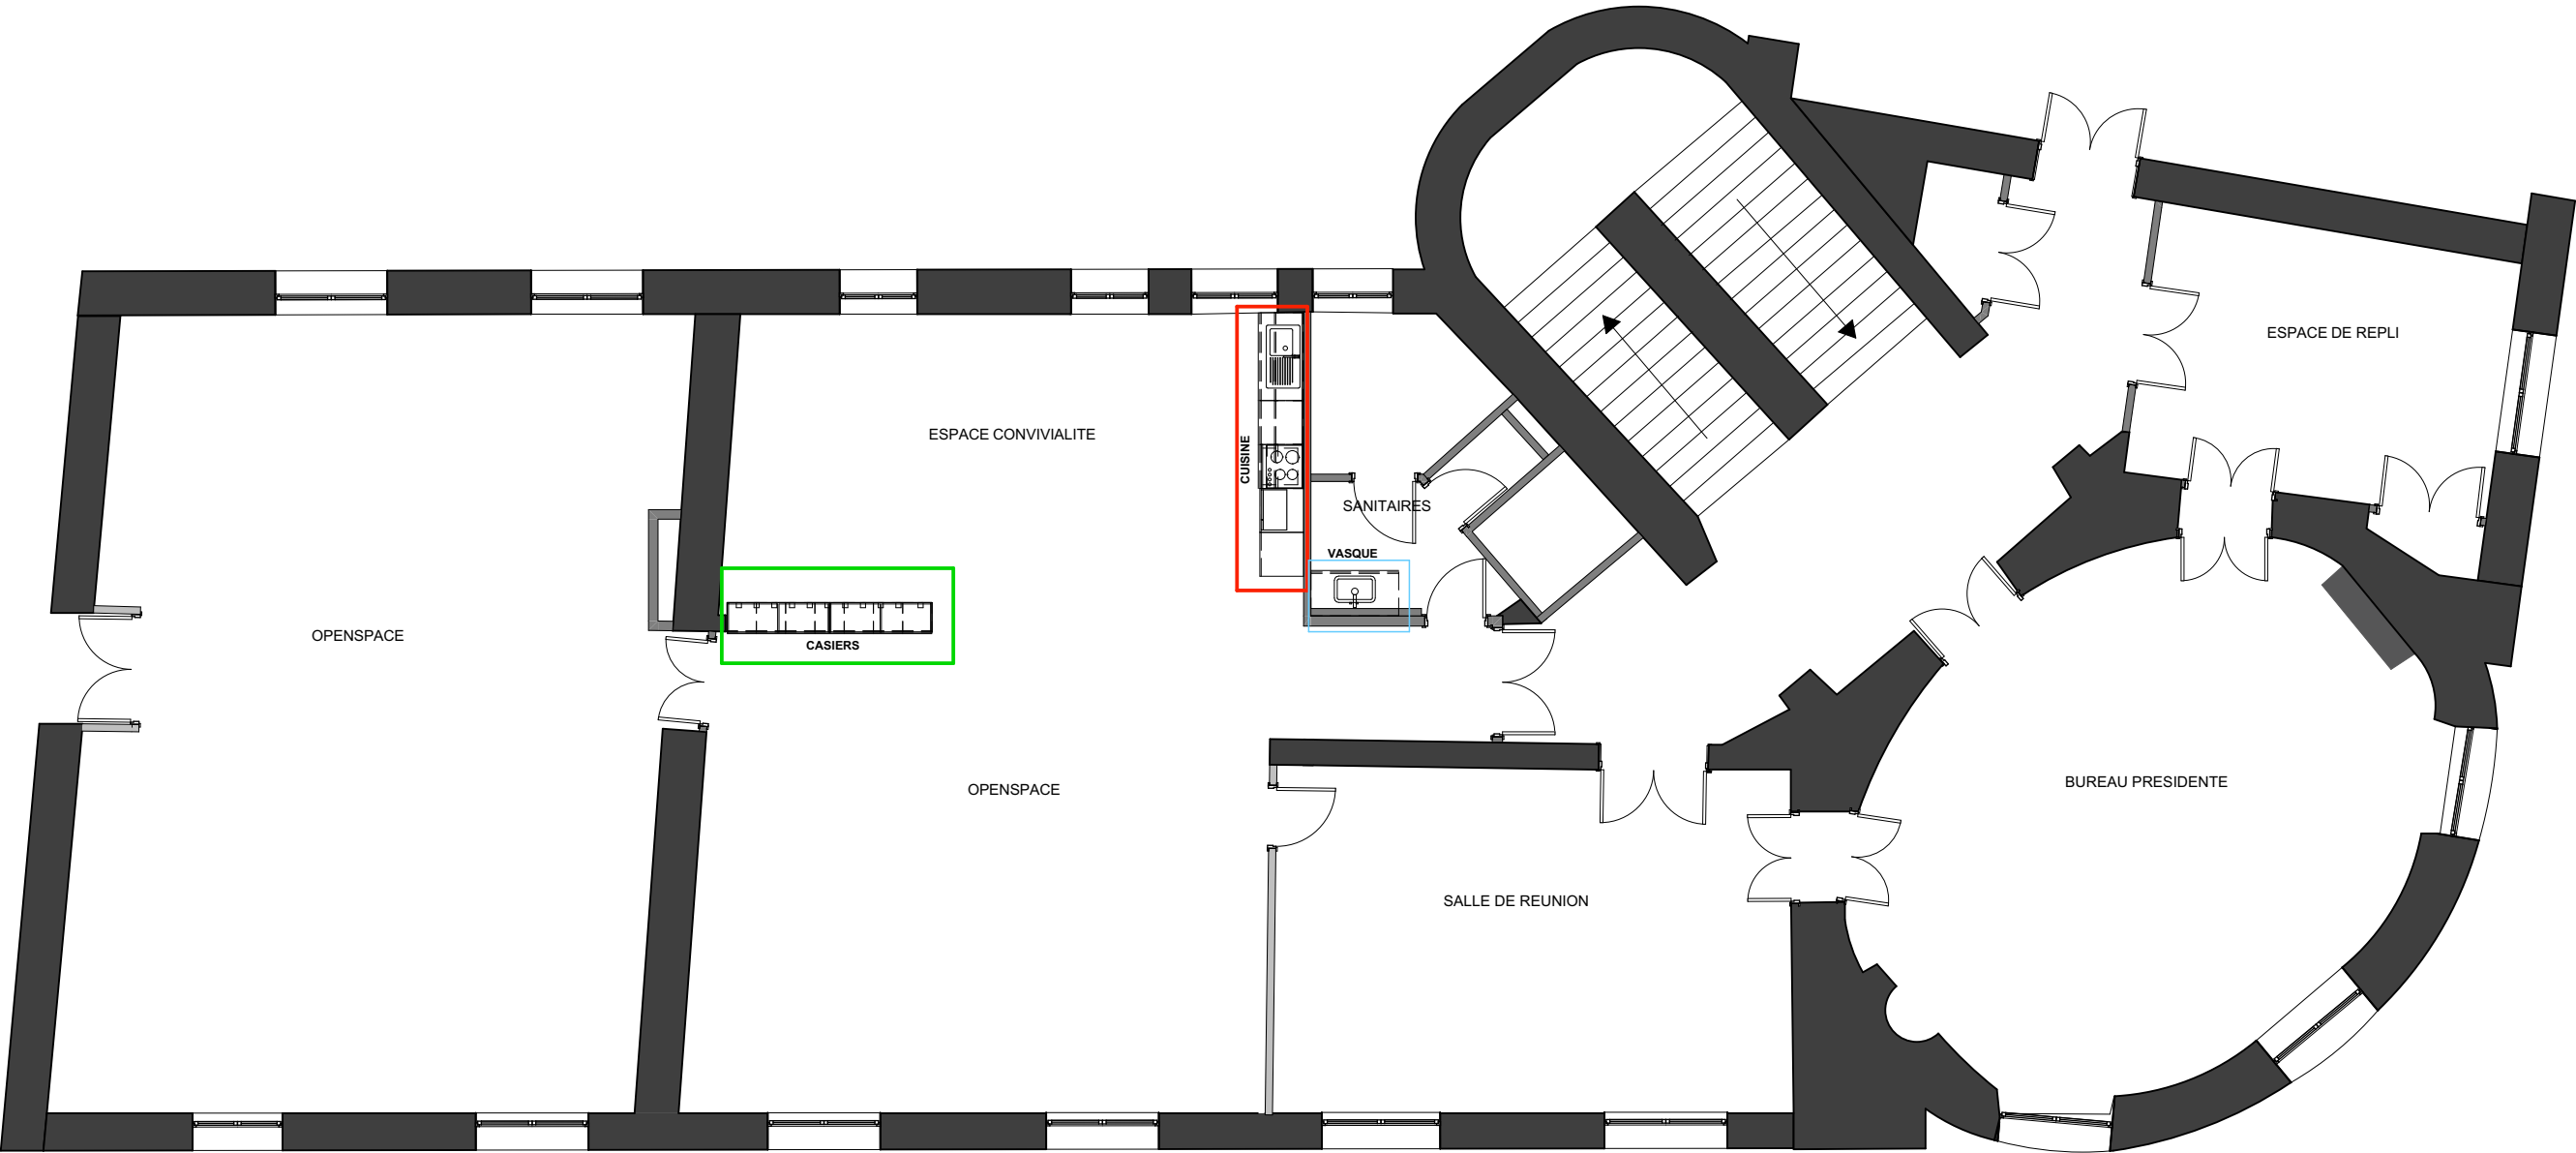 ESPACE DE REPLI
ESPACE CONVIVIALITE
CUISINE
SANITAIRES
VASQUE
OPENSPACE
CASIERS
BUREAU PRESIDENTE
OPENSPACE
SALLE DE REUNION